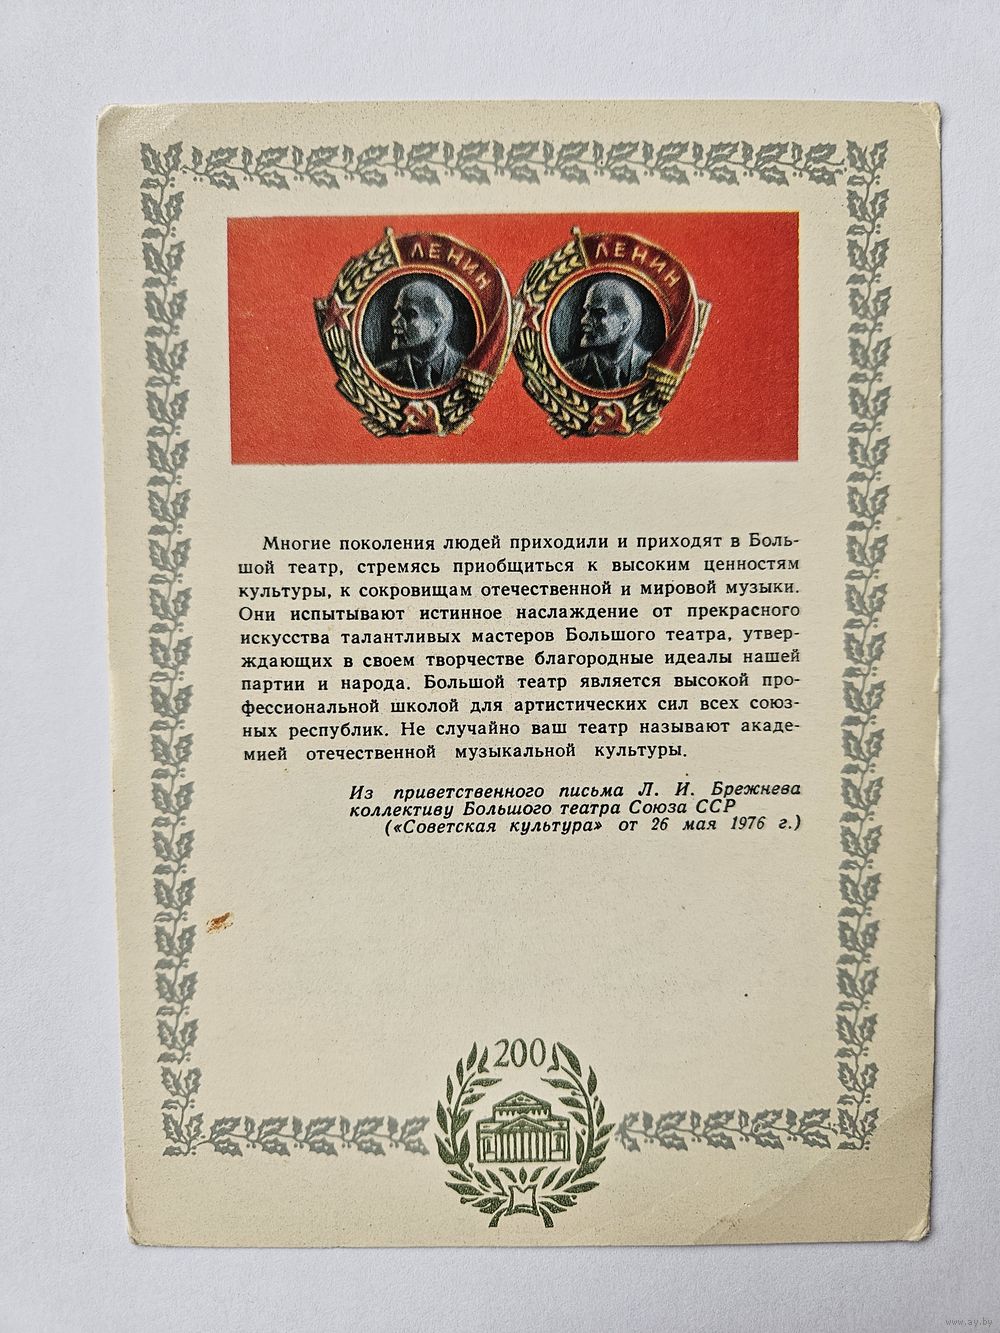 ЛЕНИН ЛЕНИН
Многие поколения людей приходили и приходят в Боль-
шой театр, стремясь приобщиться к высоким ценностям
культуры, к сокровищам отечественной и мировой музыки.
Они испытывают истинное наслаждение от прекрасного
искусства талантливых мастеров Большого театра, утвер-
ждающих в своем творчестве благородные идеалы нашей
партии и народа. Большой театр является высокой про-
фессиональной школой для артистических сил всех союз-
ных республик. Не случайно ваш театр называют акаде-
мией отечественной музыкальной культуры.
Из приветственного письма Л. И. Брежнева
коллективу Большого театра Союза ССР
(«Советская культура» от 26 мая 1976 г.)
200
www.ay.by